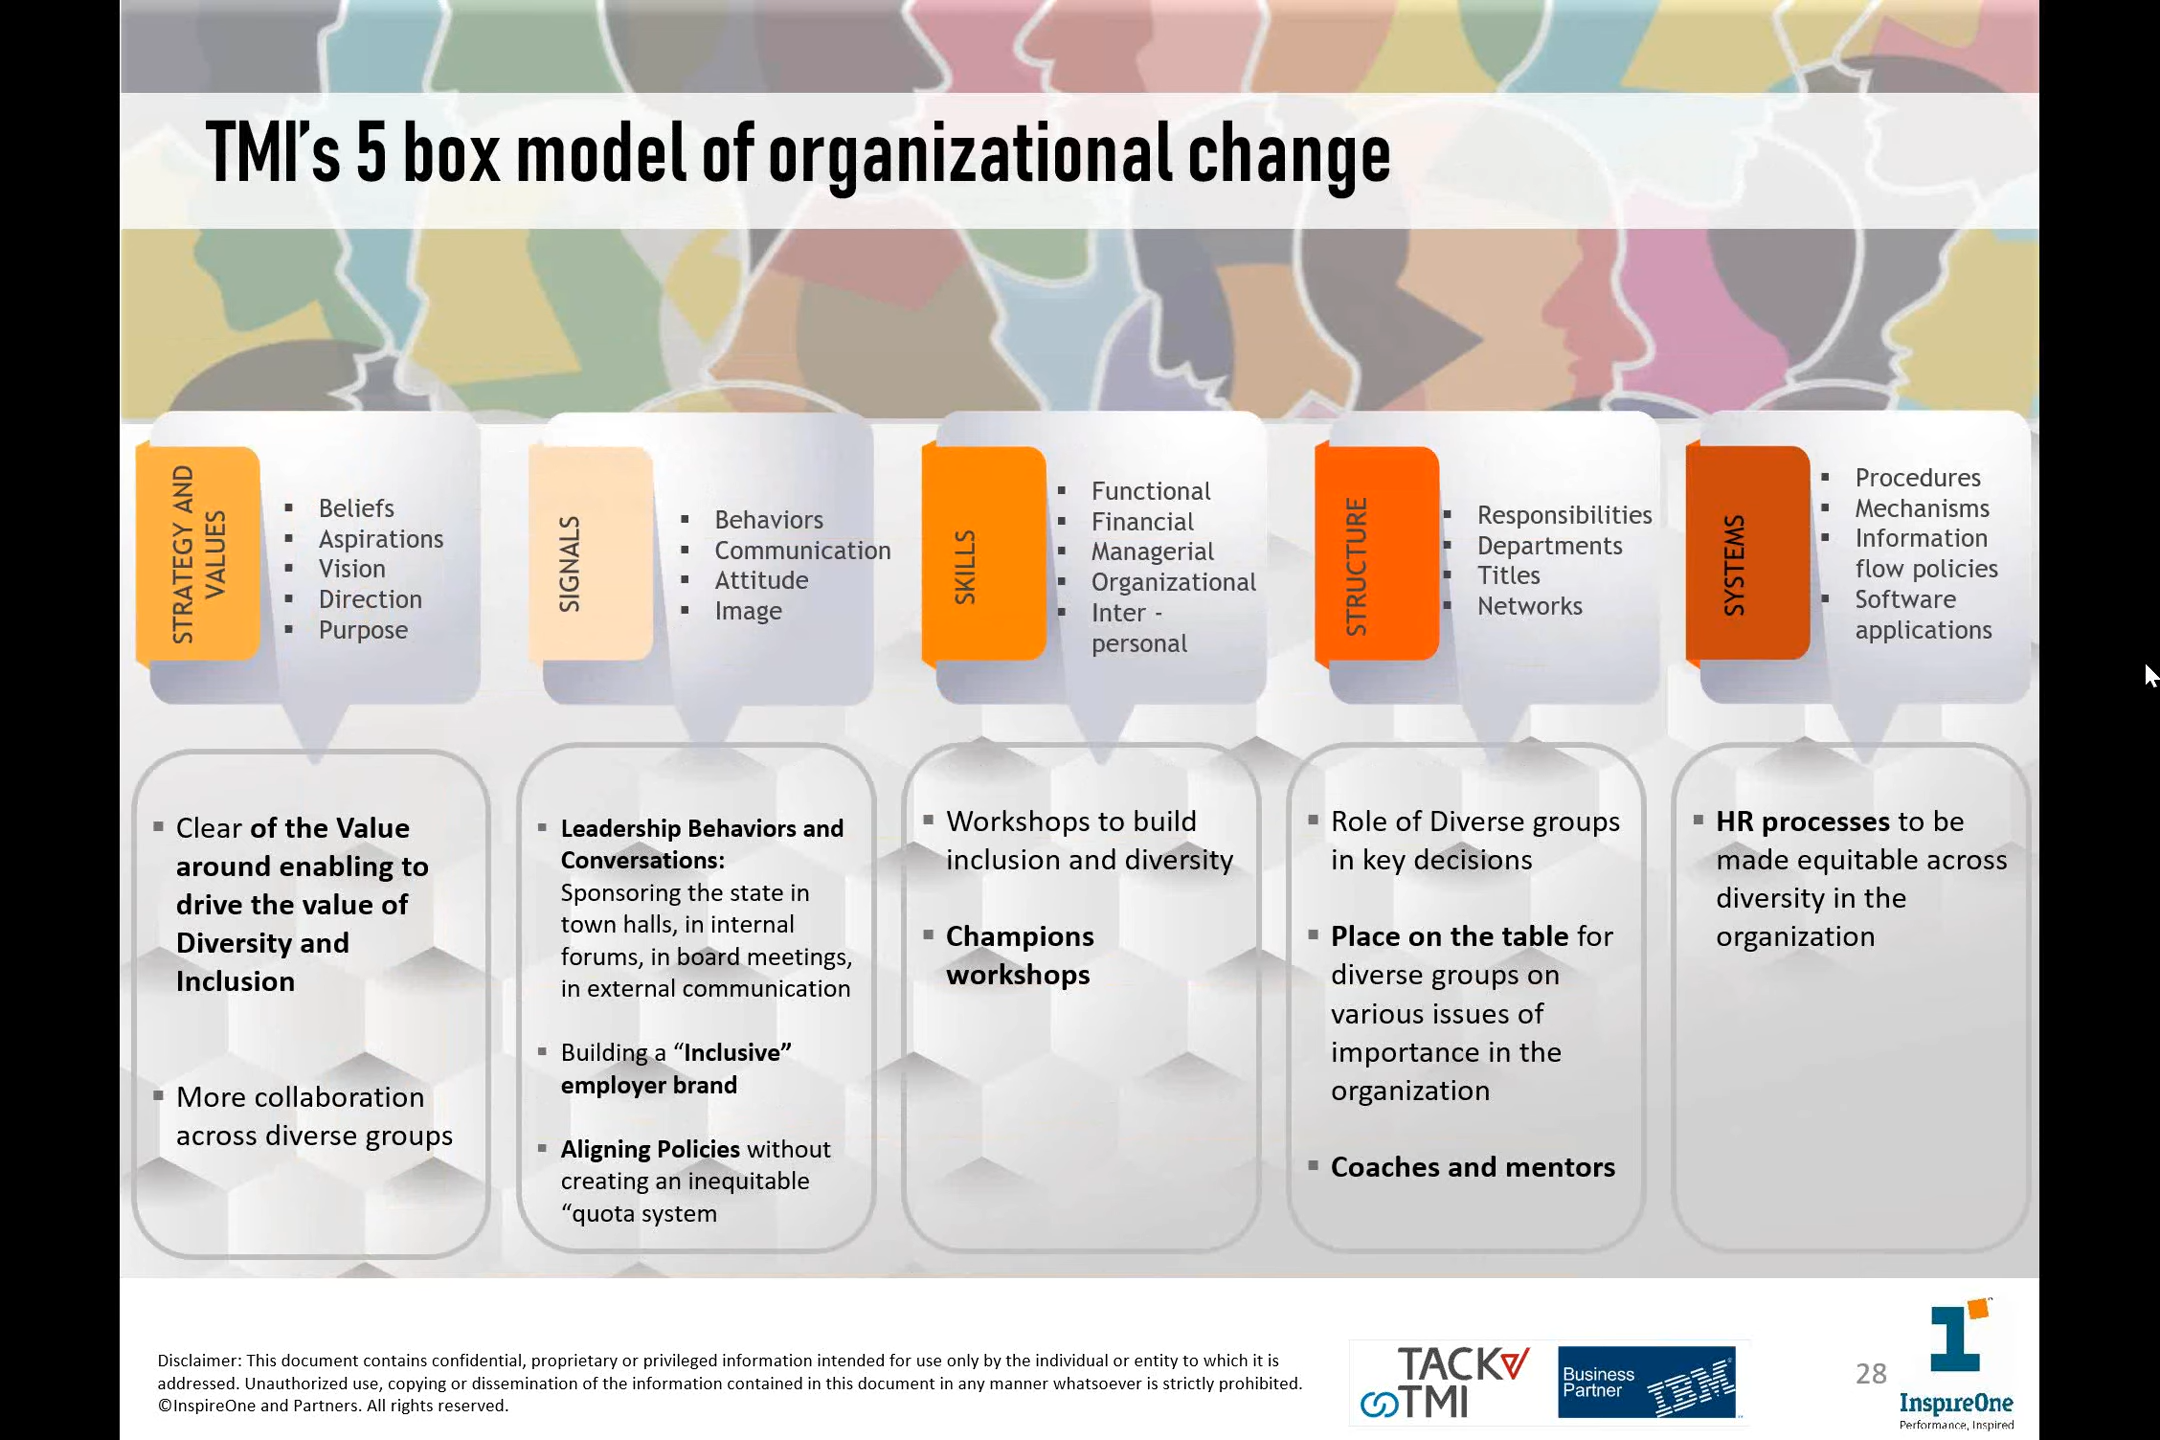 TMI's 5 box model of organizational change
STRATEGY AND
VALUES
▪ Beliefs
▪ Aspirations
▪ Vision
▪ Direction
▪ Purpose
SIGNALS
▪ Behaviors
▪ Communication
▪ Attitude
▪ Image
SKILLS
▪ Functional
▪ Financial
▪ Managerial
▪ Organizational
▪ Inter -
personal
STRUCTURE
▪ Responsibilities
▪ Departments
▪ Titles
▪ Networks
SYSTEMS
▪ Procedures
▪ Mechanisms
▪ Information
flow policies
▪ Software
applications
▪ Clear of the Value
around enabling to
drive the value of
Diversity and
Inclusion
▪ More collaboration
across diverse groups
▪ Leadership Behaviors and
Conversations:
Sponsoring the state in
town halls, in internal
forums, in board meetings,
in external communication
▪ Building a “Inclusive”
employer brand
▪ Aligning Policies without
creating an inequitable
“quota system
▪ Workshops to build
inclusion and diversity
▪ Champions
workshops
▪ Role of Diverse groups
in key decisions
▪ Place on the table for
diverse groups on
various issues of
importance in the
organization
▪ Coaches and mentors
▪ HR processes to be
made equitable across
diversity in the
organization
Disclaimer: This document contains confidential, proprietary or privileged information intended for use only by the individual or entity to which it is
addressed. Unauthorized use, copying or dissemination of the information contained in this document in any manner whatsoever is strictly prohibited.
©InspireOne and Partners. All rights reserved.
TACK
TMI
Business
Partner
IBM
28
InspireOne
Performance, Inspired